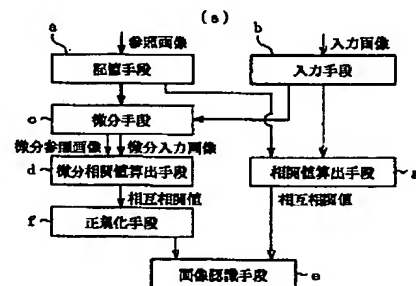 (a)
a 参照画像 b 入力画像
記憶手段 入力手段
c 微分手段
微分参照画像 微分入力画像
d 微分相関値算出手段 相関値算出手段
相互相関値 相互相関値
f 正規化手段
画像認識手段 e